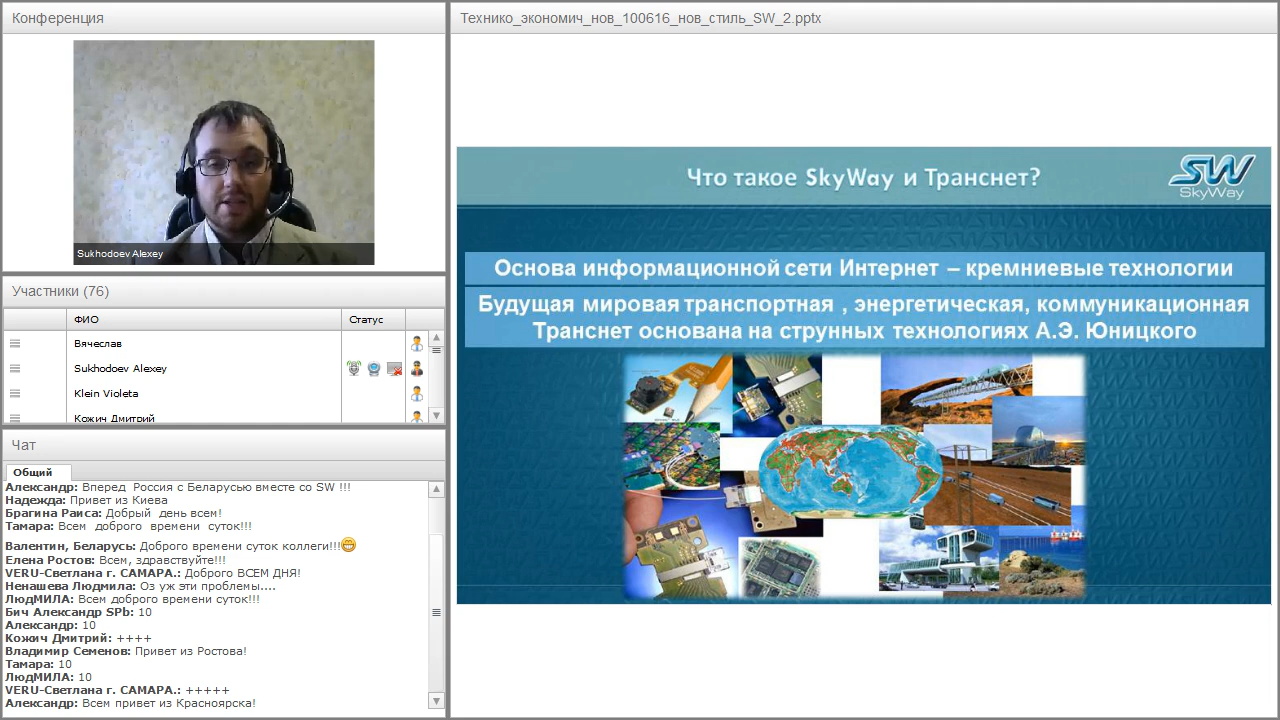 Конференция
Sukhodoev Alexey
Участники (76)
ФИО
Статус
Вячеслав
Sukhodoev Alexey
Klein Violeta
Кожич Дмитрий
Чат
Общий
Александр: Вперед Россия с Беларусью вместе со SW !!!
Надежда: Привет из Киева
Брагина Раиса: Добрый день всем!
Тамара: Всем доброго времени суток!!!
Валентин, Беларусь: Доброго времени суток коллеги!!!
Елена Ростов: Всем, здравствуйте!!!
VERU-Светлана г. САМАРА.: Доброго ВСЕМ ДНЯ!
Ненашева Людмила: Оз уж эти проблемы....
ЛюдМИЛА: Всем доброго времени суток!!!
Бич Александр SPb: 10
Александр: 10
Кожич Дмитрий: ++++
Владимир Семенов: Привет из Ростова!
Тамара: 10
ЛюдМИЛА: 10
VERU-Светлана г. САМАРА.: +++++
Александр: Всем привет из Красноярска!
Технико_экономич_нов_100616_нов_стиль_SW_2.pptx
Что такое SkyWay и Транснет?
SW
SkyWay
Основа информационной сети Интернет – кремниевые технологии
Будущая мировая транспортная , энергетическая, коммуникационная
Транснет основана на струнных технологиях А.Э. Юницкого